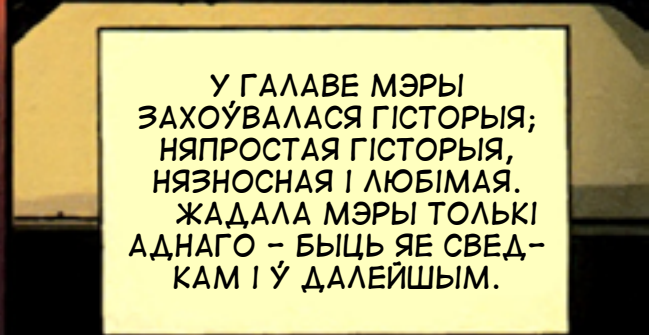 У ГАЛАВЕ МЭРЫ
ЗАХОЎВАЛАСЯ ГІСТОРЫЯ;
НЯПРОСТАЯ ГІСТОРЫЯ,
НЯЗНОСНАЯ І ЛЮБІМАЯ.
ЖАДАЛА МЭРЫ ТОЛЬКІ
АДНАГО – БЫЦЬ ЯЕ СВЕД-
КАМ І Ў ДАЛЕЙШЫМ.